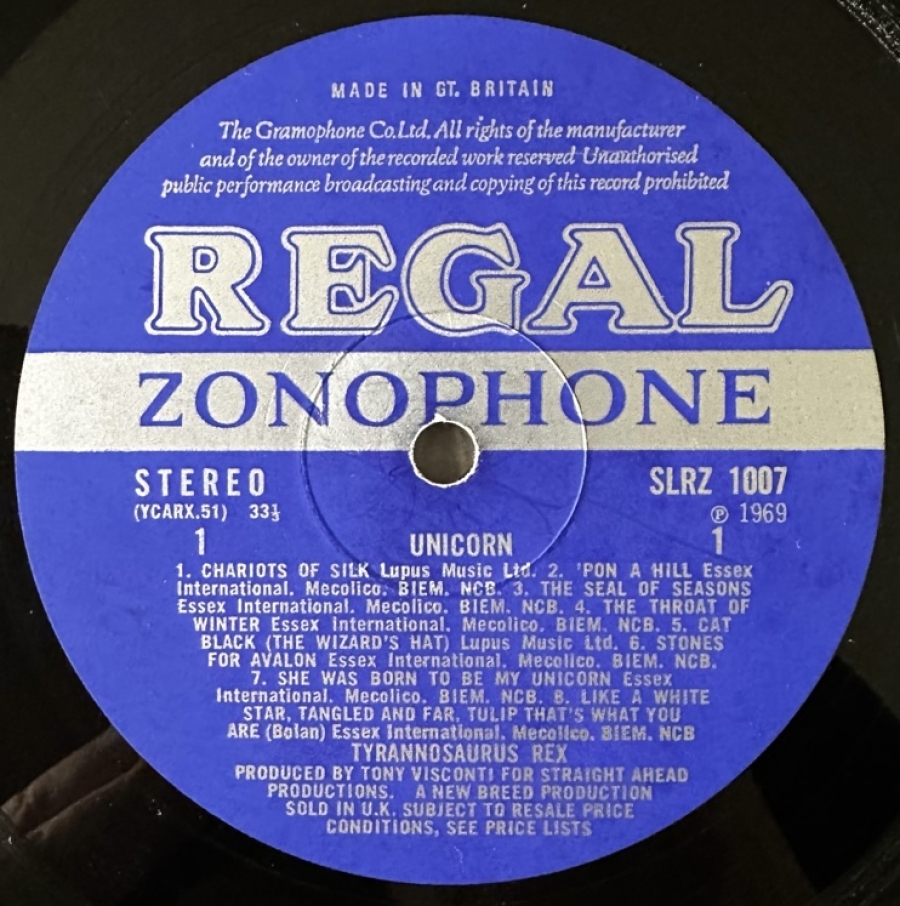 MADE IN GT. BRITAIN
The Gramophone Co.Ltd. All rights of the manufacturer
and of the owner of the recorded work reserved Unauthorised
public performance broadcasting and copying of this record prohibited
REGAL
ZONOPHONE
STEREO SLRZ 1007
(YCARX.51) 33⅓ ℗ 1969
1 UNICORN 1
1. CHARIOTS OF SILK Lupus Music Ltd. 2. 'PON A HILL Essex
International. Mecolico. BIEM. NCB. 3. THE SEAL OF SEASONS
Essex International. Mecolico. BIEM. NCB. 4. THE THROAT OF
WINTER Essex International. Mecolico. BIEM. NCB. 5. CAT
BLACK (THE WIZARD'S HAT) Lupus Music Ltd. 6. STONES
FOR AVALON Essex International. Mecolico. BIEM. NCB.
7. SHE WAS BORN TO BE MY UNICORN Essex
International. Mecolico. BIEM. NCB. 8. LIKE A WHITE
STAR, TANGLED AND FAR, TULIP THAT'S WHAT YOU
ARE (Bolan) Essex International. Mecolico. BIEM. NCB
TYRANNOSAURUS REX
PRODUCED BY TONY VISCONTI FOR STRAIGHT AHEAD
PRODUCTIONS. A NEW BREED PRODUCTION
SOLD IN U.K. SUBJECT TO RESALE PRICE
CONDITIONS, SEE PRICE LISTS